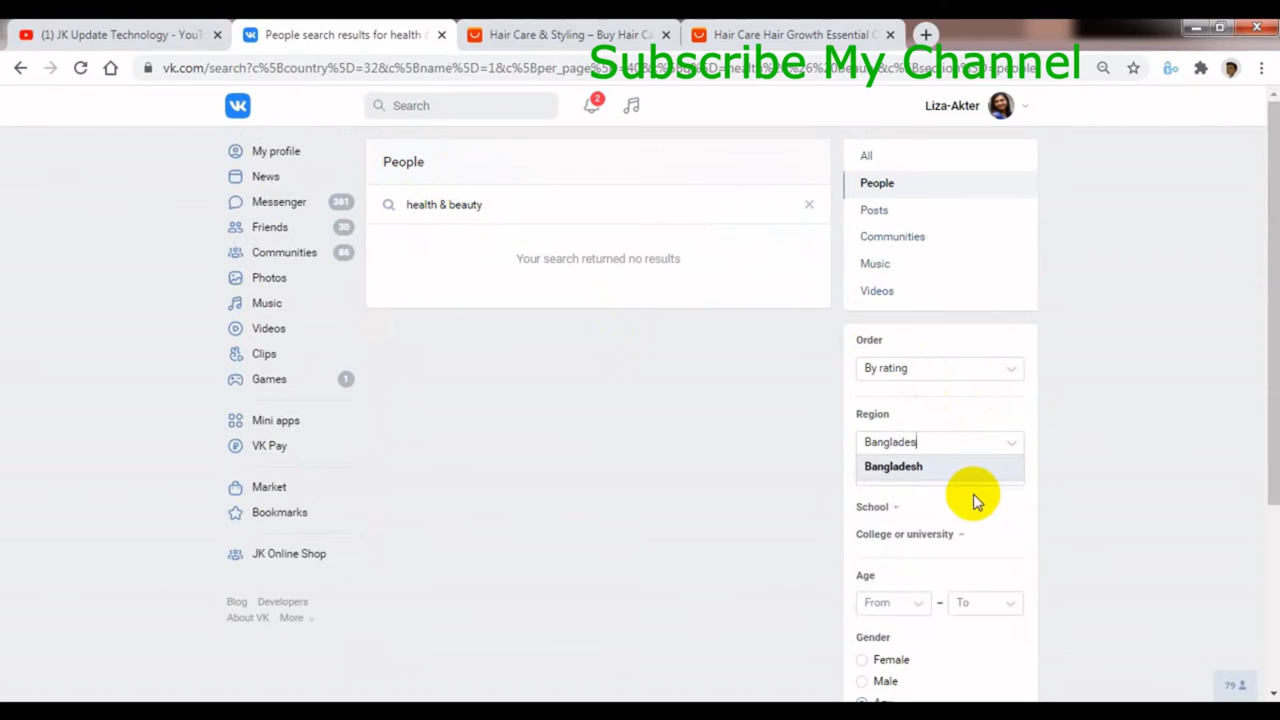 (1) JK Update Technology - YouT
People search results for health &
Hair Care & Styling – Buy Hair Ca
Hair Care Hair Growth Essential O
Subscribe My Channel
Search
2
Liza-Akter
My profile
News
Messenger 361
Friends 30
Communities 86
Photos
Music
Videos
Clips
Games 1
Mini apps
VK Pay
Market
Bookmarks
JK Online Shop
Blog Developers
About VK More
People
health & beauty
Your search returned no results
All
People
Posts
Communities
Music
Videos
Order
By rating
Region
Banglades
Bangladesh
School
College or university
Age
From - To
Gender
Female
Male
79